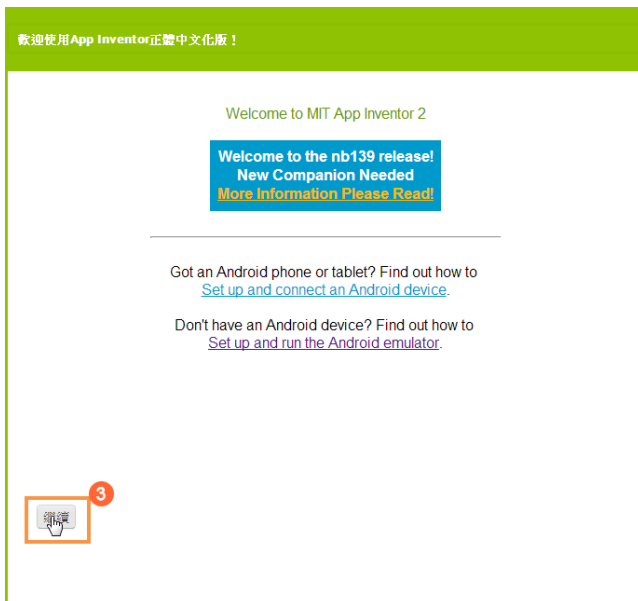 歡迎使用App Inventor正體中文化版！
Welcome to MIT App Inventor 2
Welcome to the nb139 release!
New Companion Needed
More Information Please Read!
Got an Android phone or tablet? Find out how to
Set up and connect an Android device.
Don't have an Android device? Find out how to
Set up and run the Android emulator.
3
繼續